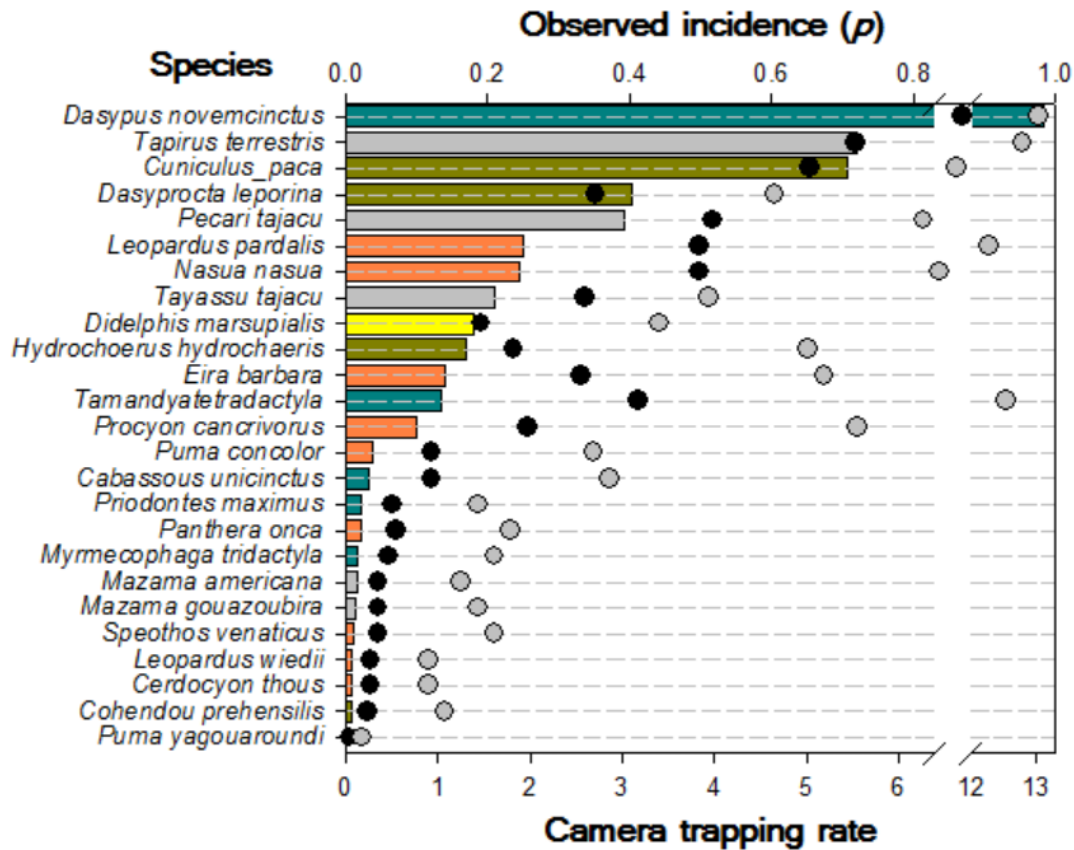 Observed incidence (p)
Species
0.0 0.2 0.4 0.6 0.8 1.0
Dasypus novemcinctus
Tapirus terrestris
Cuniculus_paca
Dasyprocta leporina
Pecari tajacu
Leopardus pardalis
Nasua nasua
Tayassu tajacu
Didelphis marsupialis
Hydrochoerus hydrochaeris
Eira barbara
Tamandyatetradactyla
Procyon cancrivorus
Puma concolor
Cabassous unicinctus
Priodontes maximus
Panthera onca
Myrmecophaga tridactyla
Mazama americana
Mazama gouazoubira
Speothos venaticus
Leopardus wiedii
Cerdocyon thous
Cohendou prehensilis
Puma yagouaroundi
0 1 2 3 4 5 6 12 13
Camera trapping rate